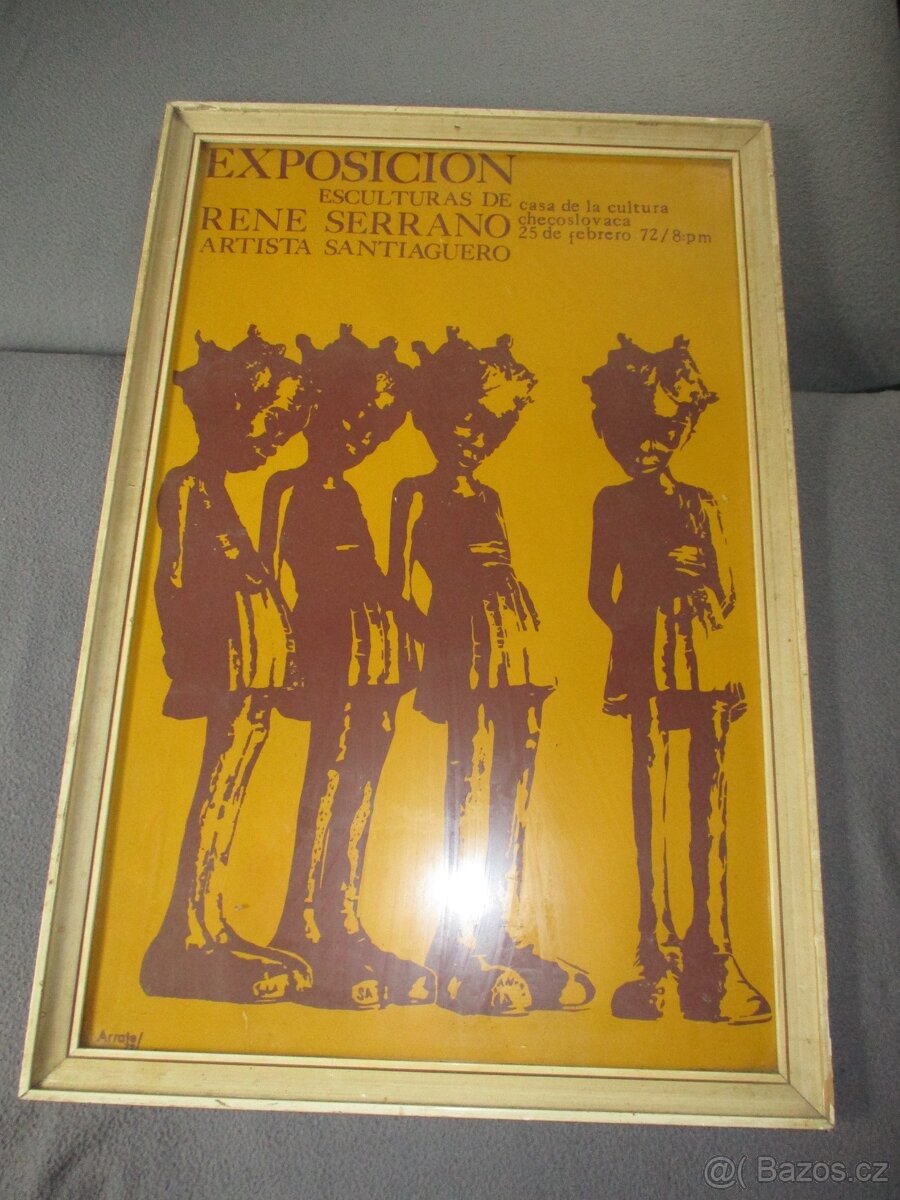 EXPOSICION
ESCULTURAS DE
RENE SERRANO
ARTISTA SANTIAGUERO
casa de la cultura
checoslovaca
25 de febrero 72/8:pm
SA
@( Bazos.cz